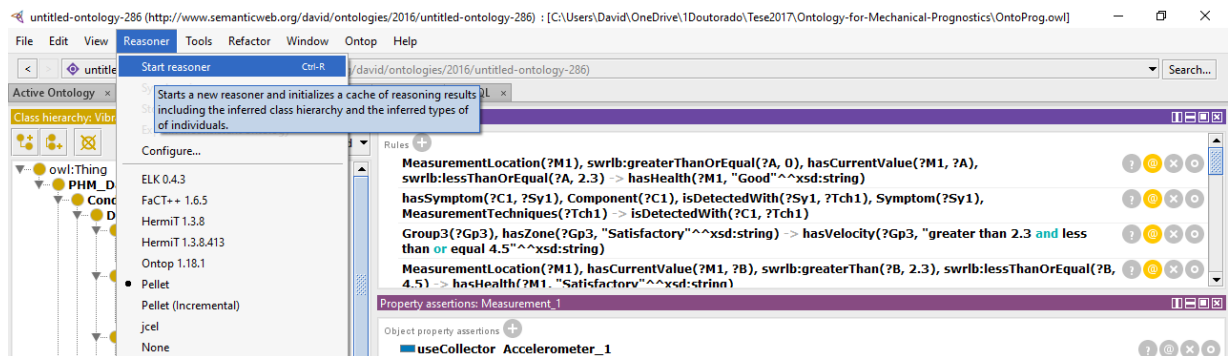 untitled-ontology-286 (http://www.semanticweb.org/david/ontologies/2016/untitled-ontology-286) : [C:\Users\David\OneDrive\1Doutorado\Tese2017\Ontology-for-Mechanical-Prognostics\OntoProg.owl]
File Edit View Reasoner Tools Refactor Window Ontop Help
< > untitle /david/ontologies/2016/untitled-ontology-286) Search...
Start reasoner Ctrl-R
Active Ontology × QL ×
Starts a new reasoner and initializes a cache of reasoning results
including the inferred class hierarchy and the inferred types of
of individuals.
Class hierarchy: Vibr
Configure...
ELK 0.4.3
FaCT++ 1.6.5
HermiT 1.3.8
HermiT 1.3.8.413
Ontop 1.18.1
Pellet
Pellet (Incremental)
jcel
None
owl:Thing
PHM_D
Cond
D
Rules
MeasurementLocation(?M1), swrlb:greaterThanOrEqual(?A, 0), hasCurrentValue(?M1, ?A),
swrlb:lessThanOrEqual(?A, 2.3) -> hasHealth(?M1, "Good"^^xsd:string)
hasSymptom(?C1, ?Sy1), Component(?C1), isDetectedWith(?Sy1, ?Tch1), Symptom(?Sy1),
MeasurementTechniques(?Tch1) -> isDetectedWith(?C1, ?Tch1)
Group3(?Gp3), hasZone(?Gp3, "Satisfactory"^^xsd:string) -> hasVelocity(?Gp3, "greater than 2.3 and less
than or equal 4.5"^^xsd:string)
MeasurementLocation(?M1), hasCurrentValue(?M1, ?B), swrlb:greaterThan(?B, 2.3), swrlb:lessThanOrEqual(?B,
4.5) -> hasHealth(?M1, "Satisfactory"^^xsd:string)
Property assertions: Measurement_1
Object property assertions
useCollector Accelerometer_1